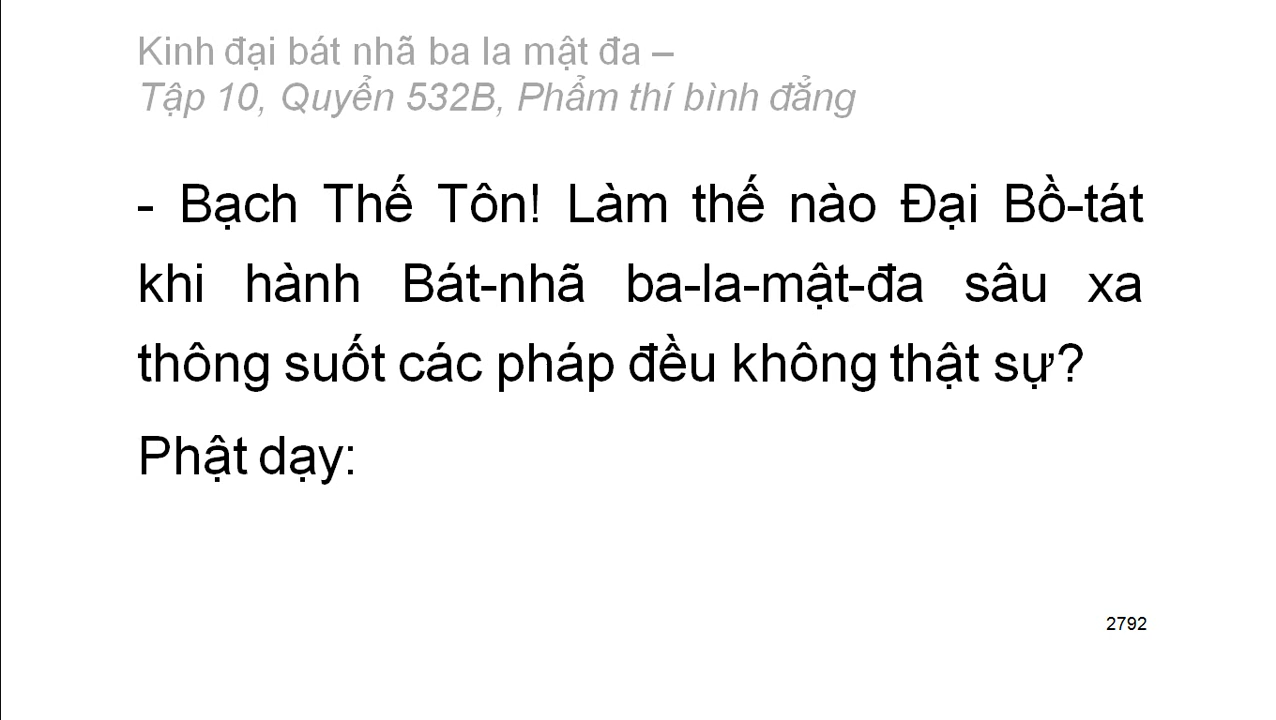 Kinh đại bát nhã ba la mật đa –
Tập 10, Quyển 532B, Phẩm thí bình đẳng
- Bạch Thế Tôn! Làm thế nào Đại Bồ-tát
khi hành Bát-nhã ba-la-mật-đa sâu xa
thông suốt các pháp đều không thật sự?
Phật dạy:
2792